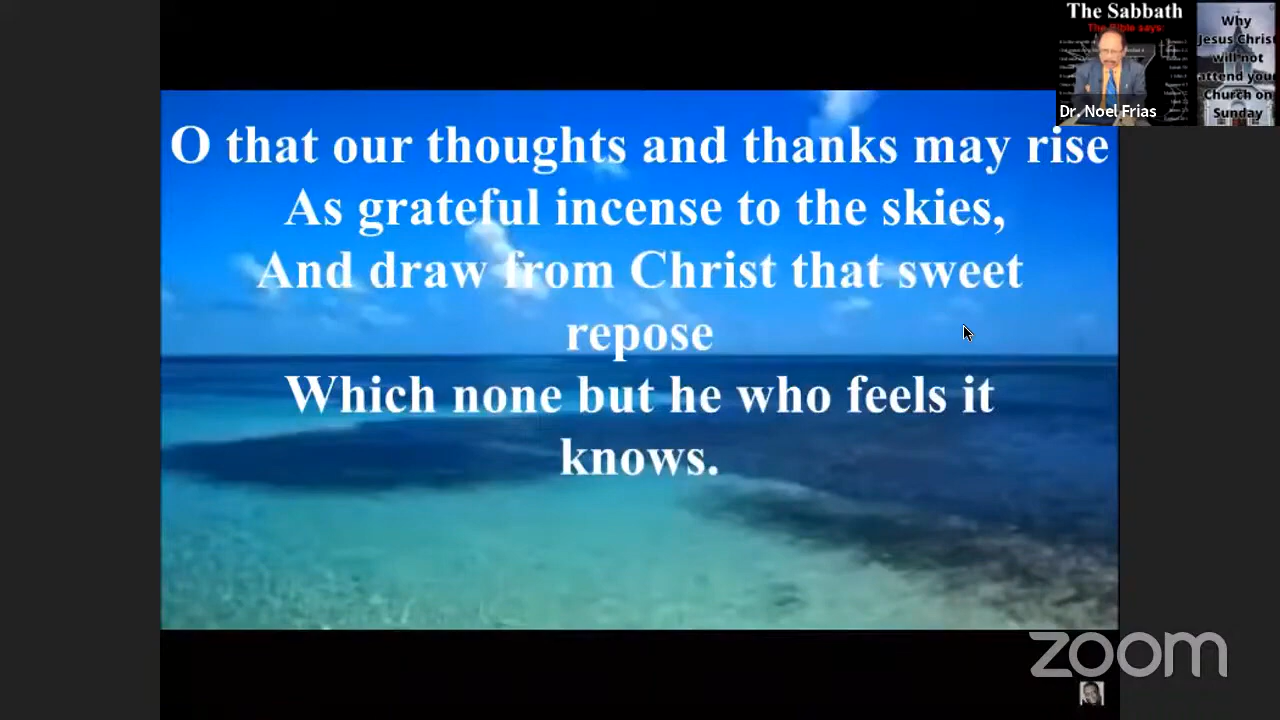 O that our thoughts and thanks may rise
As grateful incense to the skies,
And draw from Christ that sweet
repose
Which none but he who feels it
knows.
The Sabbath
The Bible says:
Dr. Noel Frias
Why
Jesus Christ
will not
attend your
Church on
Sunday
zoom